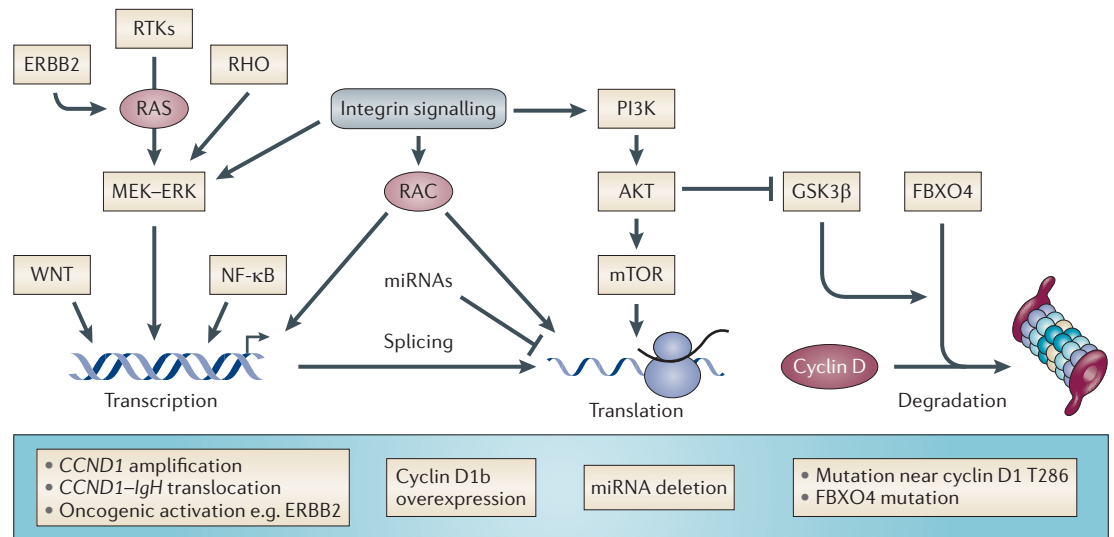 RTKs
ERBB2
RHO
RAS
Integrin signalling
PI3K
MEK–ERK
RAC
AKT
GSK3β
FBXO4
WNT
NF-κB
miRNAs
mTOR
Splicing
Cyclin D
Transcription
Translation
Degradation
• CCND1 amplification
• CCND1–IgH translocation
• Oncogenic activation e.g. ERBB2
Cyclin D1b
overexpression
miRNA deletion
• Mutation near cyclin D1 T286
• FBXO4 mutation